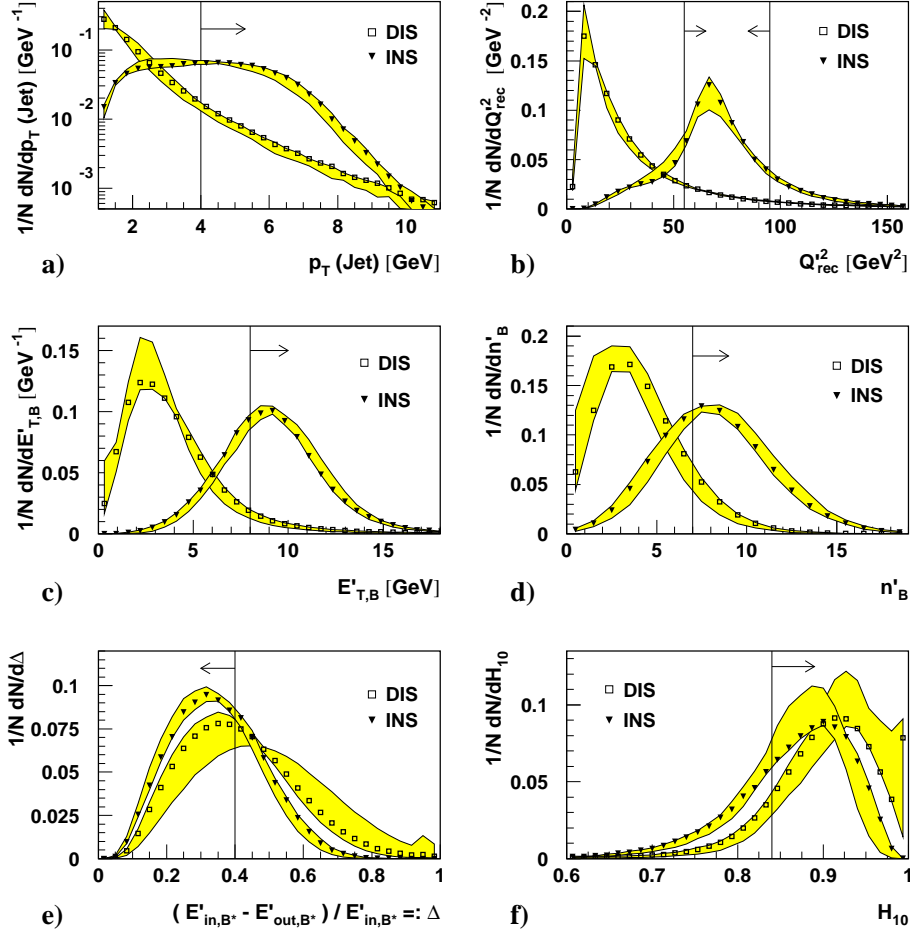 1/N dN/dp_T (Jet) [GeV⁻¹]
10⁻¹
10⁻²
10⁻³
DIS
INS
2 4 6 8 10
a)
p_T (Jet) [GeV]
1/N dN/dQ'²_rec [GeV⁻²]
0.2
0.15
0.1
0.05
0
DIS
INS
0 50 100 150
b)
Q'²_rec [GeV²]
1/N dN/dE'_T,B [GeV⁻¹]
0.15
0.1
0.05
0
DIS
INS
0 5 10 15
c)
E'_T,B [GeV]
1/N dN/dn'_B
0.2
0.15
0.1
0.05
0
DIS
INS
0 5 10 15
d)
n'_B
1/N dN/dΔ
0.1
0.075
0.05
0.025
0
DIS
INS
0 0.2 0.4 0.6 0.8 1
e)
( E'_in,B* - E'_out,B* ) / E'_in,B* =: Δ
1/N dN/dH_10
0.15
0.1
0.05
0
DIS
INS
0.6 0.7 0.8 0.9 1
f)
H_10